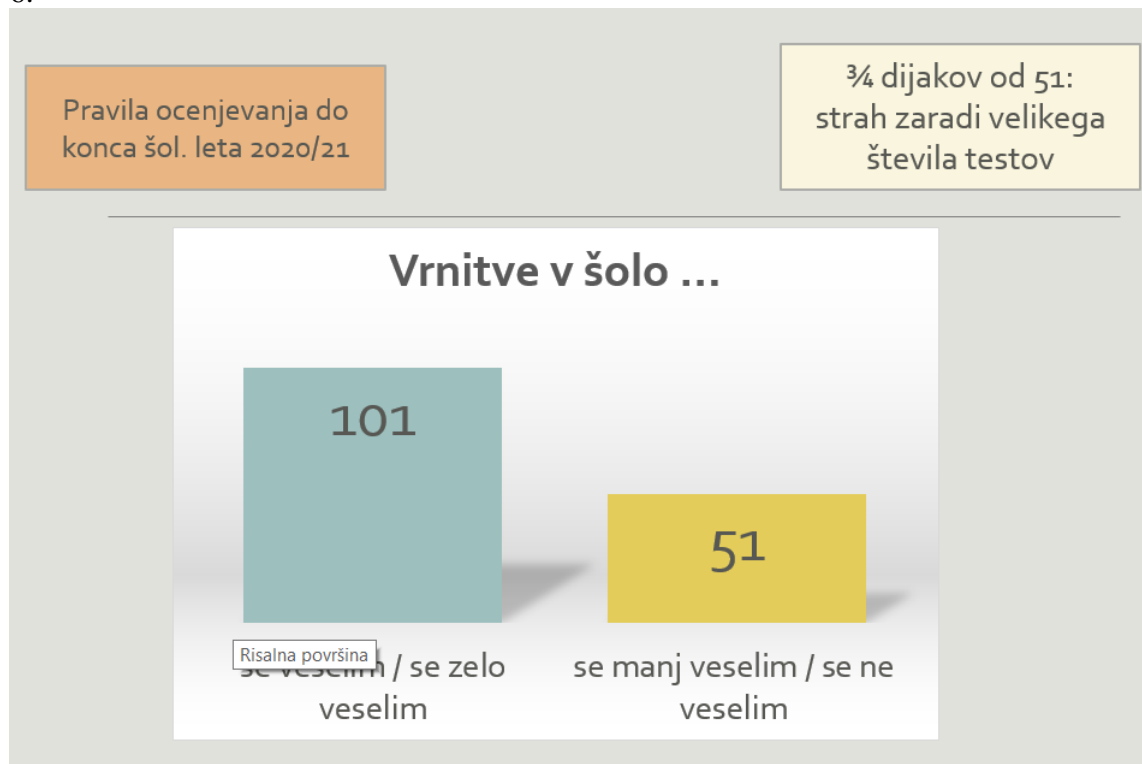 Pravila ocenjevanja do
konca šol. leta 2020/21
¾ dijakov od 51:
strah zaradi velikega
števila testov
Vrnitve v šolo ...
101
51
Risalna površina
se veselim / se zelo
veselim
se manj veselim / se ne
veselim